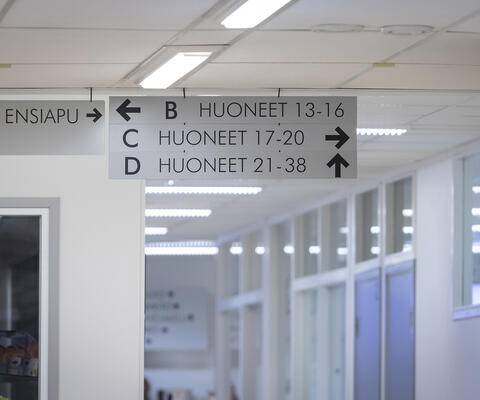 ENSIAPU →
← B HUONEET 13-16
C HUONEET 17-20 →
D HUONEET 21-38 ↑